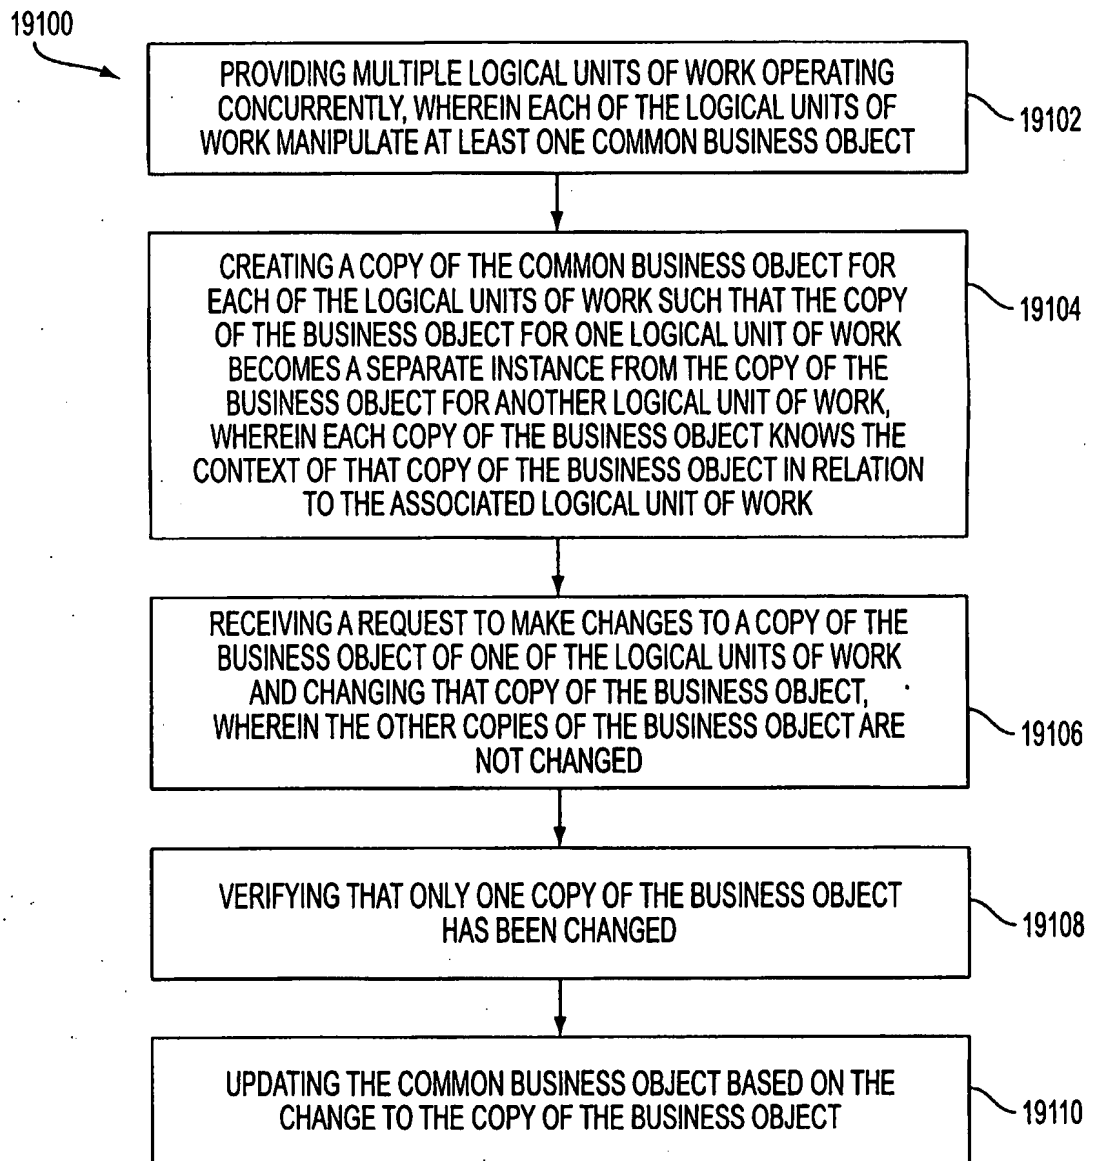 19100
PROVIDING MULTIPLE LOGICAL UNITS OF WORK OPERATING
CONCURRENTLY, WHEREIN EACH OF THE LOGICAL UNITS OF
WORK MANIPULATE AT LEAST ONE COMMON BUSINESS OBJECT
19102
CREATING A COPY OF THE COMMON BUSINESS OBJECT FOR
EACH OF THE LOGICAL UNITS OF WORK SUCH THAT THE COPY
OF THE BUSINESS OBJECT FOR ONE LOGICAL UNIT OF WORK
BECOMES A SEPARATE INSTANCE FROM THE COPY OF THE
BUSINESS OBJECT FOR ANOTHER LOGICAL UNIT OF WORK,
WHEREIN EACH COPY OF THE BUSINESS OBJECT KNOWS THE
CONTEXT OF THAT COPY OF THE BUSINESS OBJECT IN RELATION
TO THE ASSOCIATED LOGICAL UNIT OF WORK
19104
RECEIVING A REQUEST TO MAKE CHANGES TO A COPY OF THE
BUSINESS OBJECT OF ONE OF THE LOGICAL UNITS OF WORK
AND CHANGING THAT COPY OF THE BUSINESS OBJECT,
WHEREIN THE OTHER COPIES OF THE BUSINESS OBJECT ARE
NOT CHANGED
19106
VERIFYING THAT ONLY ONE COPY OF THE BUSINESS OBJECT
HAS BEEN CHANGED
19108
UPDATING THE COMMON BUSINESS OBJECT BASED ON THE
CHANGE TO THE COPY OF THE BUSINESS OBJECT
19110